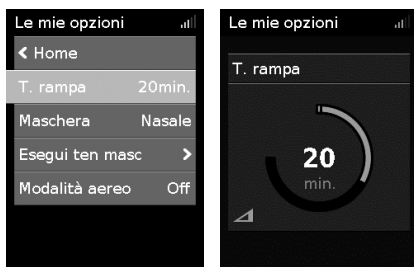 Le mie opzioni
Home
T. rampa 20min.
Maschera Nasale
Esegui ten masc
Modalità aereo Off
Le mie opzioni
T. rampa
20
min.